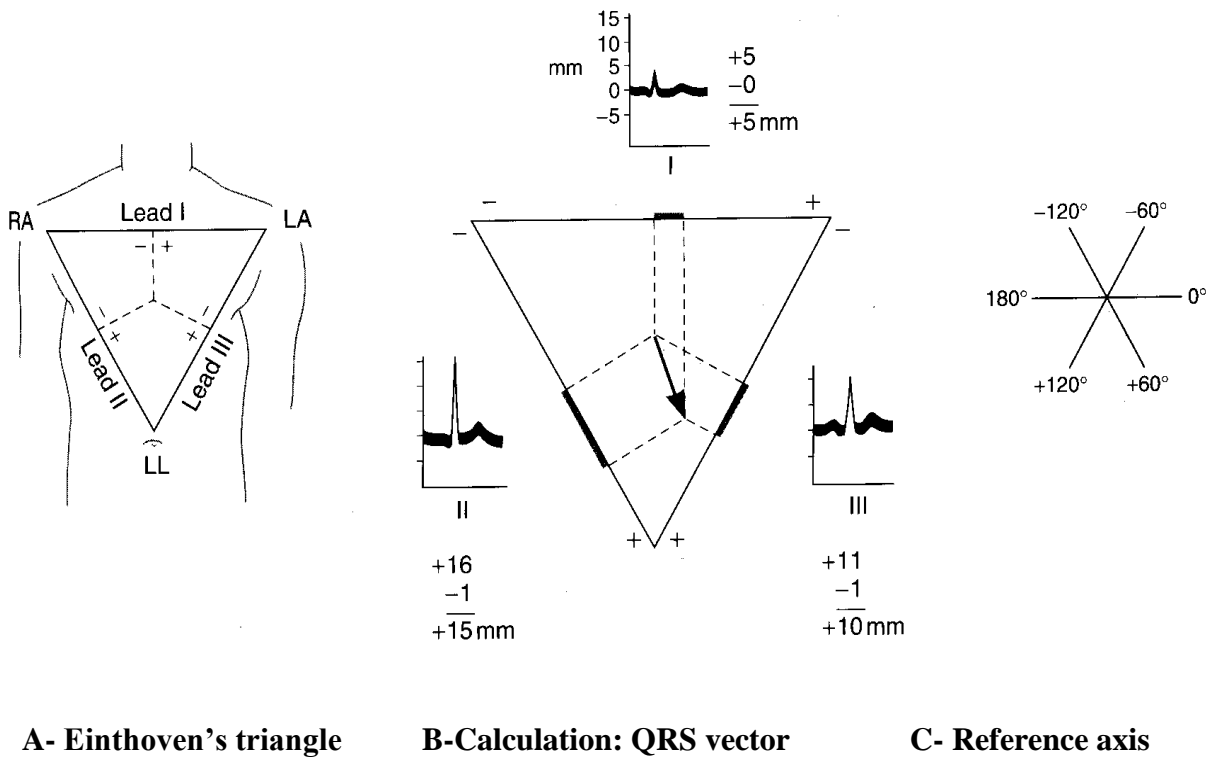 RA
Lead I
LA
− +
− +
− +
Lead II
Lead III
LL
mm
15
10
5
0
−5
+5
−0
+5 mm
I
− +
− −
II
+16
−1
+15 mm
+ +
III
+11
−1
+10 mm
−120°
−60°
180°
0°
+120°
+60°
A- Einthoven’s triangle
B-Calculation: QRS vector
C- Reference axis